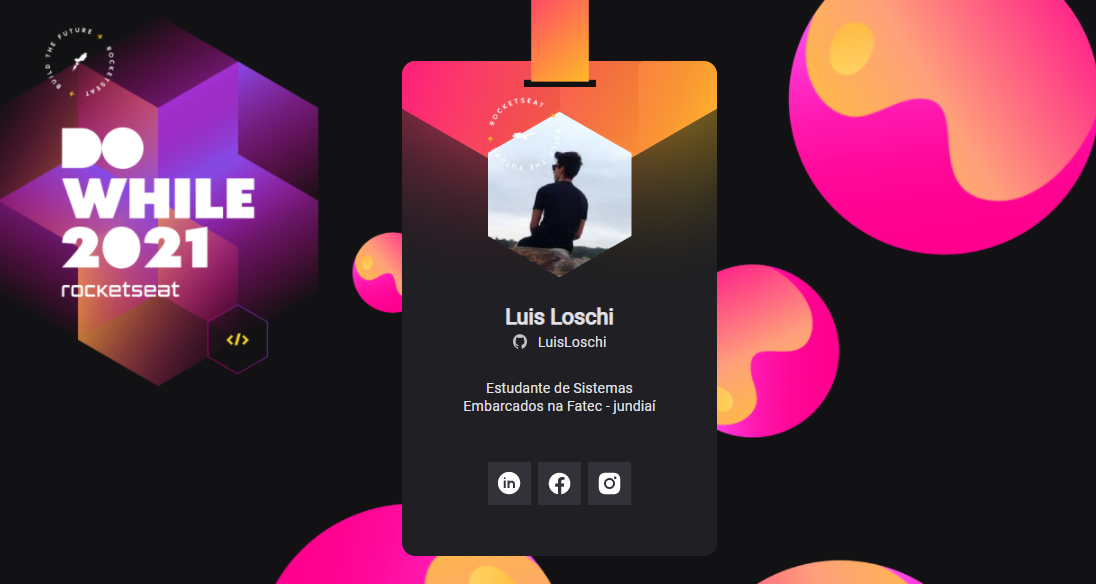 BUILD THE FUTURE → ROCKETSEAT →
DO
WHILE
2021
rocketseat
</>
ROCKETSEAT → BUILD THE FUTURE →
Luis Loschi
LuisLoschi
Estudante de Sistemas
Embarcados na Fatec - jundiaí
in